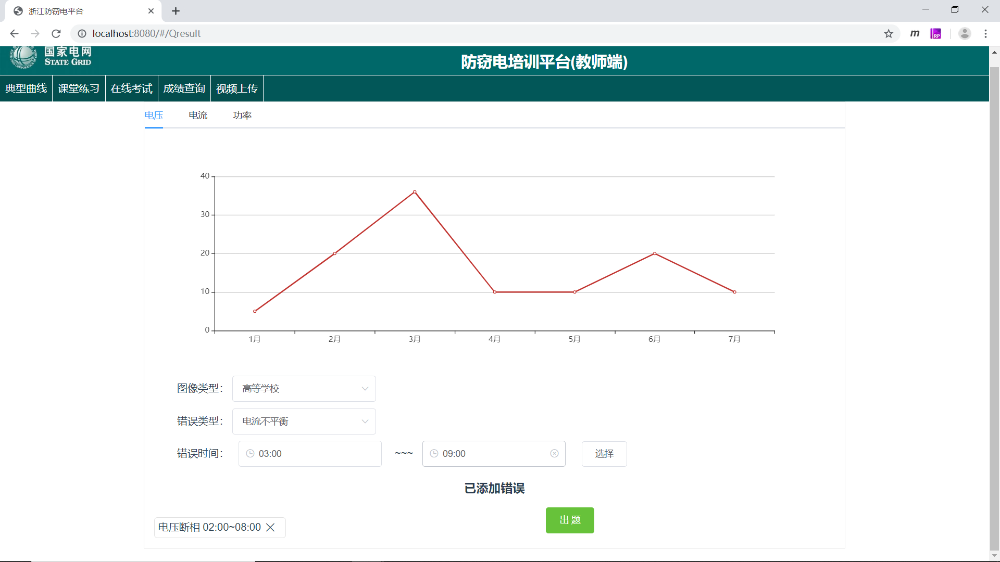 浙江防窃电平台
localhost:8080/#/Qresult
m
RP
国家电网
STATE GRID
防窃电培训平台(教师端)
典型曲线 课堂练习 在线考试 成绩查询 视频上传
电压 电流 功率
40
30
20
10
0
1月 2月 3月 4月 5月 6月 7月
图像类型： 高等学校
错误类型： 电流不平衡
错误时间： 03:00 ~~~ 09:00 选择
已添加错误
出题
电压断相 02:00~08:00